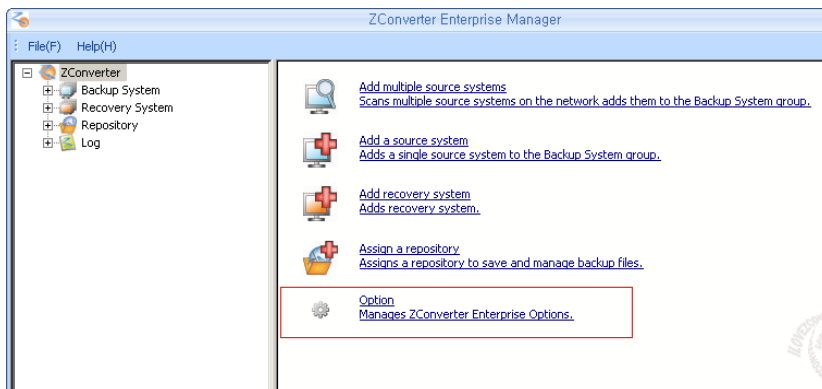 ZConverter Enterprise Manager
File(F) Help(H)
ZConverter
Backup System
Recovery System
Repository
Log
Add multiple source systems
Scans multiple source systems on the network adds them to the Backup System group.
Add a source system
Adds a single source system to the Backup System group.
Add recovery system
Adds recovery system.
Assign a repository
Assigns a repository to save and manage backup files.
Option
Manages ZConverter Enterprise Options.